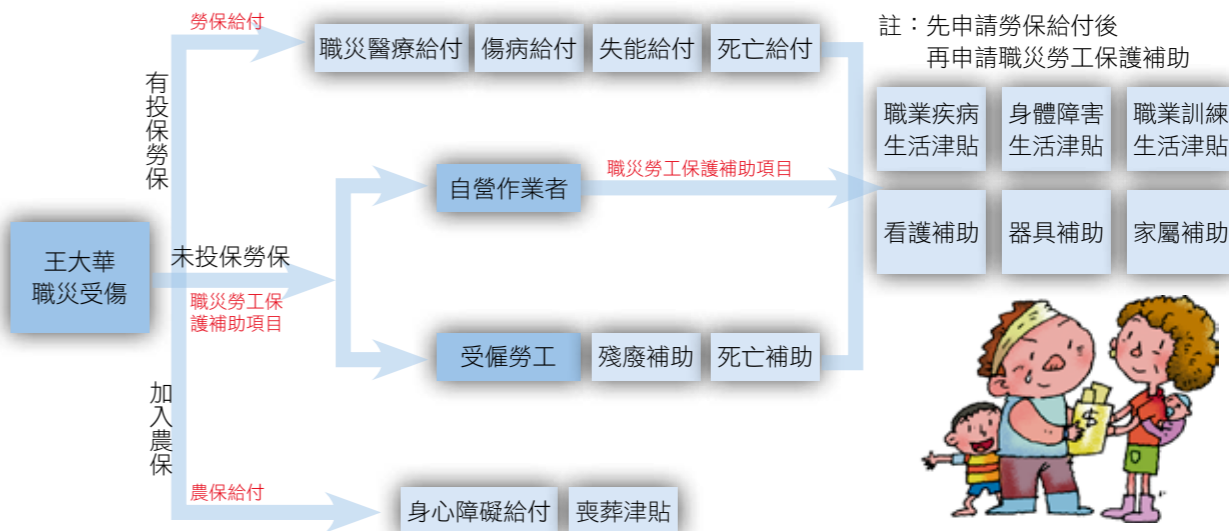 勞保給付
職災醫療給付
傷病給付
失能給付
死亡給付
註：先申請勞保給付後
再申請職災勞工保護補助
有投保勞保
職業疾病
生活津貼
身體障害
生活津貼
職業訓練
生活津貼
自營作業者
職災勞工保護補助項目
看護補助
器具補助
家屬補助
王大華
職災受傷
未投保勞保
職災勞工保
護補助項目
受僱勞工
殘廢補助
死亡補助
$
加入農保
農保給付
身心障礙給付
喪葬津貼